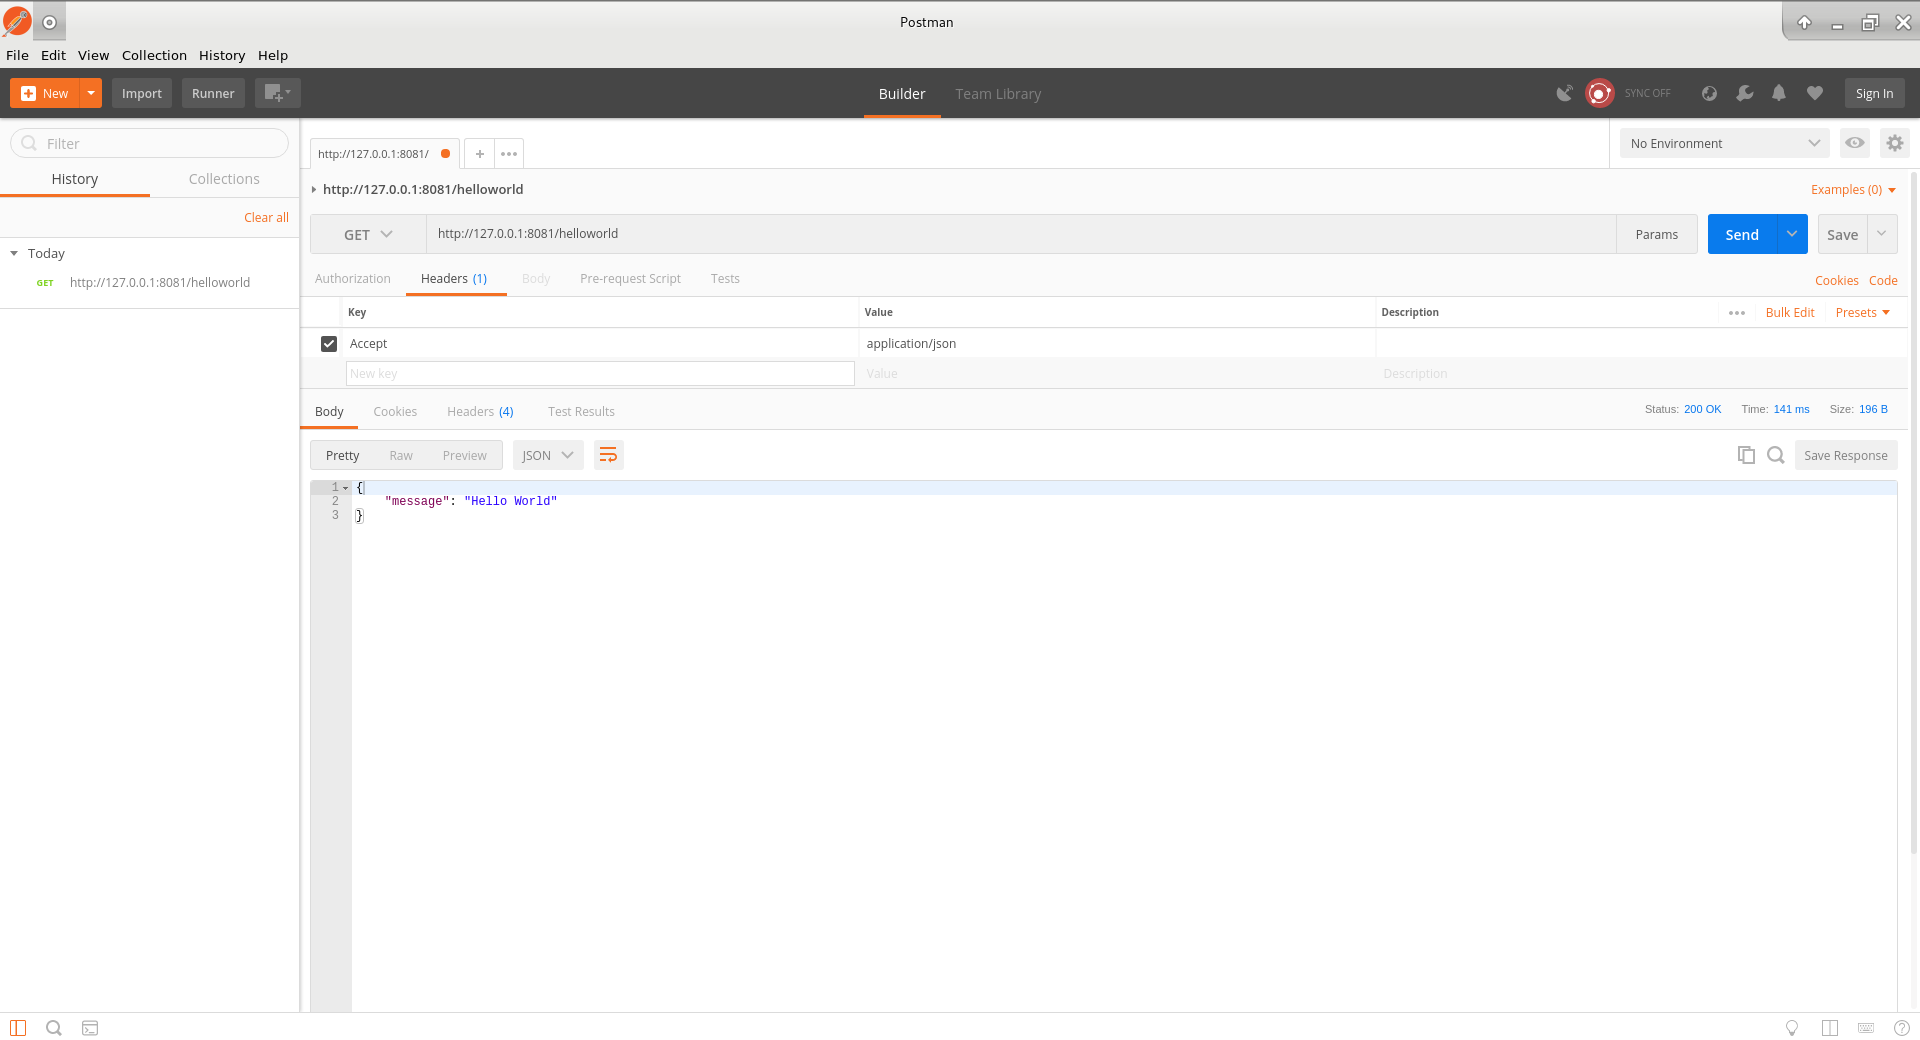 Postman
File Edit View Collection History Help
New Import Runner Builder Team Library SYNC OFF Sign In
Filter
History Collections
Clear all
Today
GET http://127.0.0.1:8081/helloworld
http://127.0.0.1:8081/ + No Environment
http://127.0.0.1:8081/helloworld Examples (0)
GET http://127.0.0.1:8081/helloworld Params Send Save
Authorization Headers (1) Body Pre-request Script Tests Cookies Code
Key Value Description Bulk Edit Presets
Accept application/json
New key Value Description
Body Cookies Headers (4) Test Results Status: 200 OK Time: 141 ms Size: 196 B
Pretty Raw Preview JSON Save Response
1 {
2 "message": "Hello World"
3 }